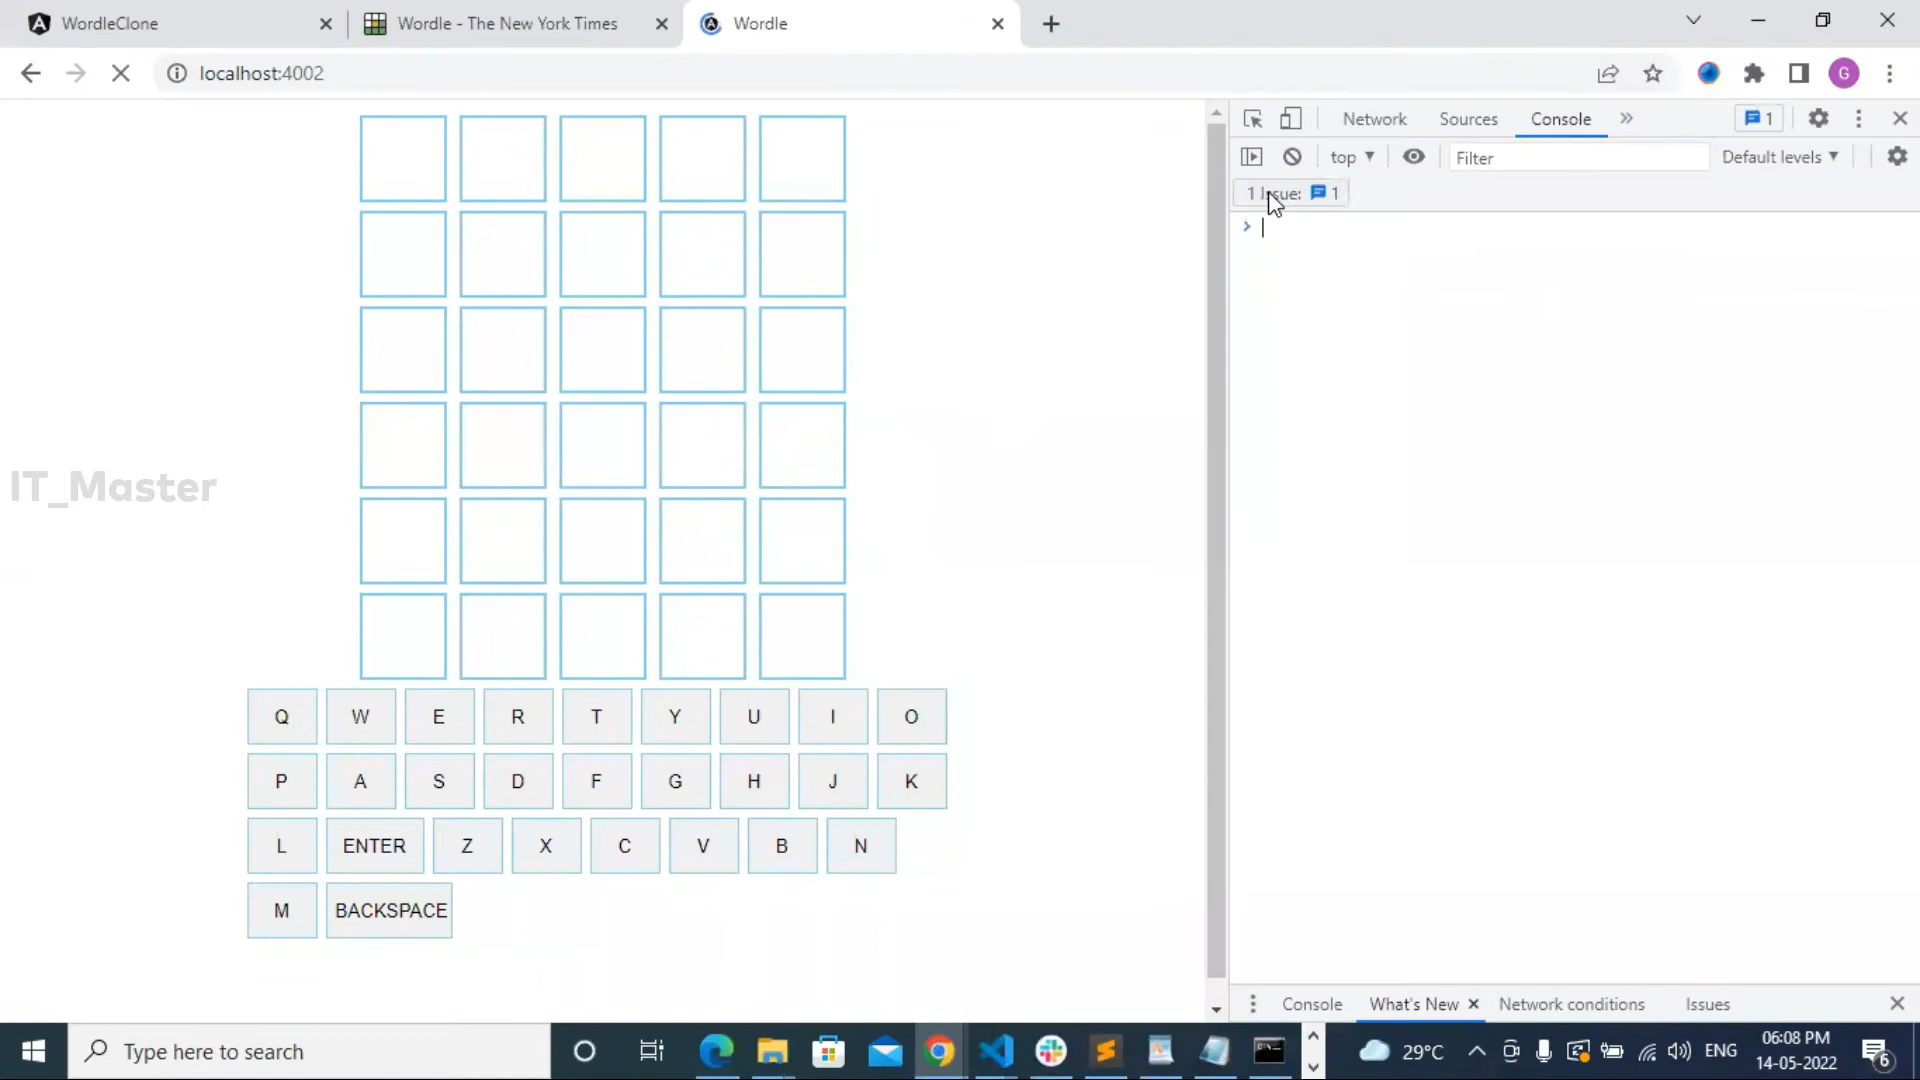 WordleClone
Wordle - The New York Times
Wordle
localhost:4002
G
Network
Sources
Console
1
top
Filter
Default levels
1 Issue: 1
IT_Master
Q W E R T Y U I O
P A S D F G H J K
L ENTER Z X C V B N
M BACKSPACE
Console
What's New
Network conditions
Issues
Type here to search
29°C
ENG
06:08 PM
14-05-2022
6